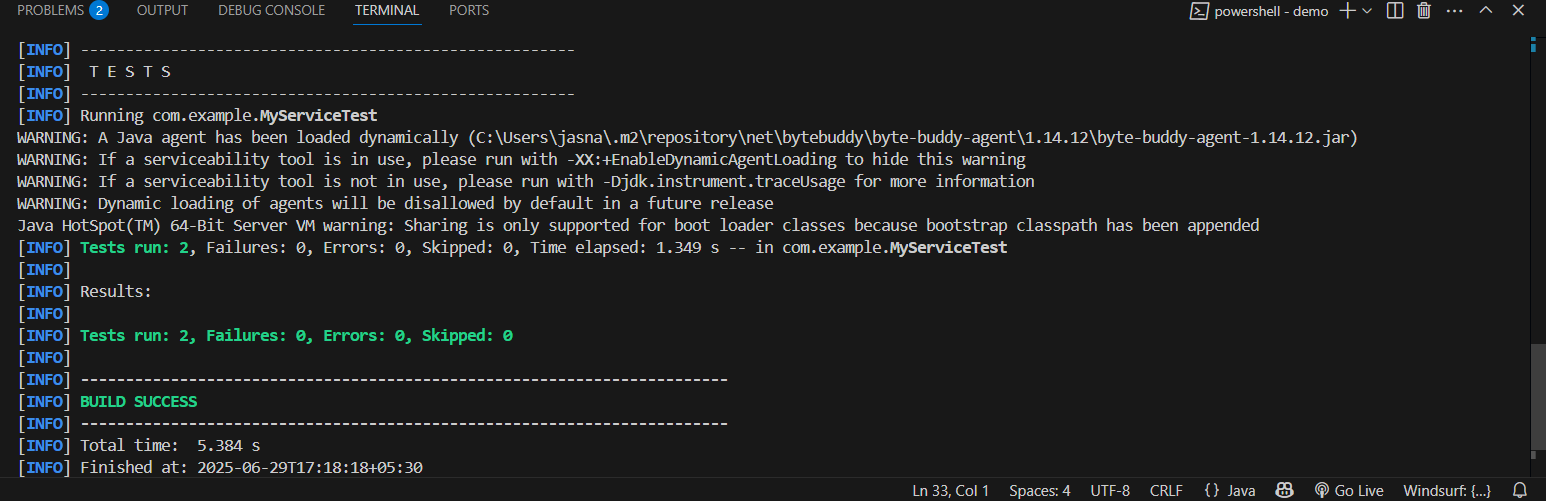 PROBLEMS 2 OUTPUT DEBUG CONSOLE TERMINAL PORTS powershell - demo
[INFO] -------------------------------------------------------
[INFO]  T E S T S
[INFO] -------------------------------------------------------
[INFO] Running com.example.MyServiceTest
WARNING: A Java agent has been loaded dynamically (C:\Users\jasna\.m2\repository\net\bytebuddy\byte-buddy-agent\1.14.12\byte-buddy-agent-1.14.12.jar)
WARNING: If a serviceability tool is in use, please run with -XX:+EnableDynamicAgentLoading to hide this warning
WARNING: If a serviceability tool is not in use, please run with -Djdk.instrument.traceUsage for more information
WARNING: Dynamic loading of agents will be disallowed by default in a future release
Java HotSpot(TM) 64-Bit Server VM warning: Sharing is only supported for boot loader classes because bootstrap classpath has been appended
[INFO] Tests run: 2, Failures: 0, Errors: 0, Skipped: 0, Time elapsed: 1.349 s -- in com.example.MyServiceTest
[INFO]
[INFO] Results:
[INFO]
[INFO] Tests run: 2, Failures: 0, Errors: 0, Skipped: 0
[INFO]
[INFO] ------------------------------------------------------------------------
[INFO] BUILD SUCCESS
[INFO] ------------------------------------------------------------------------
[INFO] Total time:  5.384 s
[INFO] Finished at: 2025-06-29T17:18:18+05:30
Ln 33, Col 1 Spaces: 4 UTF-8 CRLF {} Java Go Live Windsurf: {...}